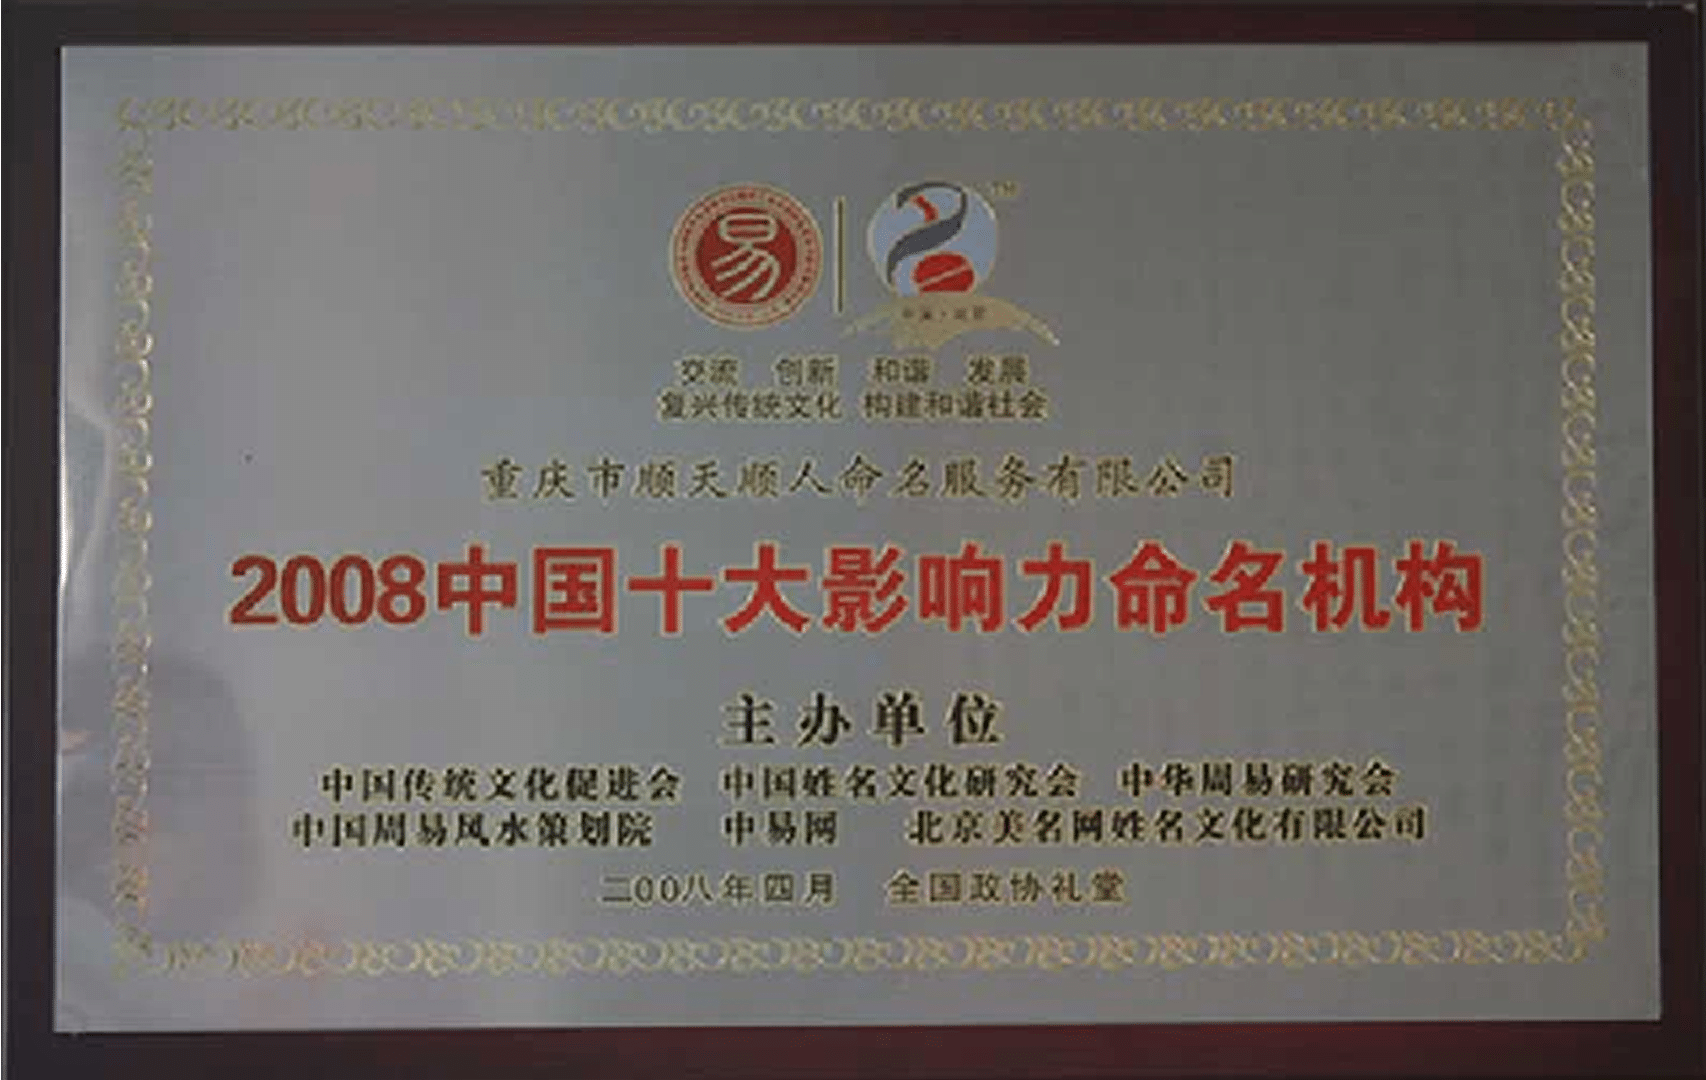 易
TM
交流 创新 和谐 发展
复兴传统文化 构建和谐社会
重庆市顺天顺人命名服务有限公司
2008中国十大影响力命名机构
主办单位
中国传统文化促进会 中国姓名文化研究会 中华周易研究会
中国周易风水策划院 中易网 北京美名网姓名文化有限公司
二00八年四月 全国政协礼堂